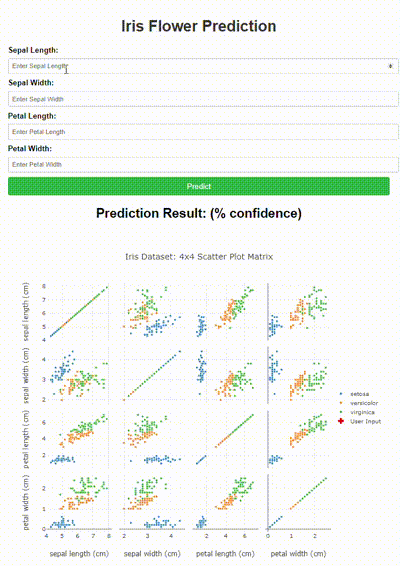 Iris Flower Prediction
Sepal Length:
Enter Sepal Length
Sepal Width:
Enter Sepal Width
Petal Length:
Enter Petal Length
Petal Width:
Enter Petal Width
Predict
Prediction Result: (% confidence)
Iris Dataset: 4x4 Scatter Plot Matrix
sepal length (cm)
8
7
6
5
4
sepal width (cm)
4
3
2
petal length (cm)
6
4
2
petal width (cm)
2
1
0
4 5 6 7 8
2 3 4
2 4 6
0 1 2
sepal length (cm) sepal width (cm) petal length (cm) petal width (cm)
setosa
versicolor
virginica
User Input